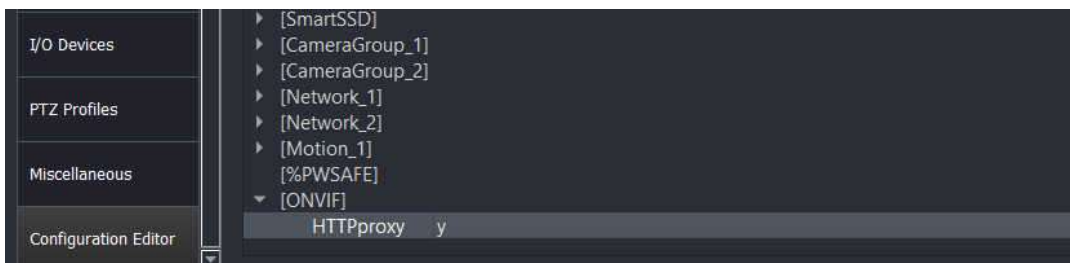 I/O Devices
PTZ Profiles
Miscellaneous
Configuration Editor
[SmartSSD]
[CameraGroup_1]
[CameraGroup_2]
[Network_1]
[Network_2]
[Motion_1]
[%PWSAFE]
[ONVIF]
HTTPproxy y